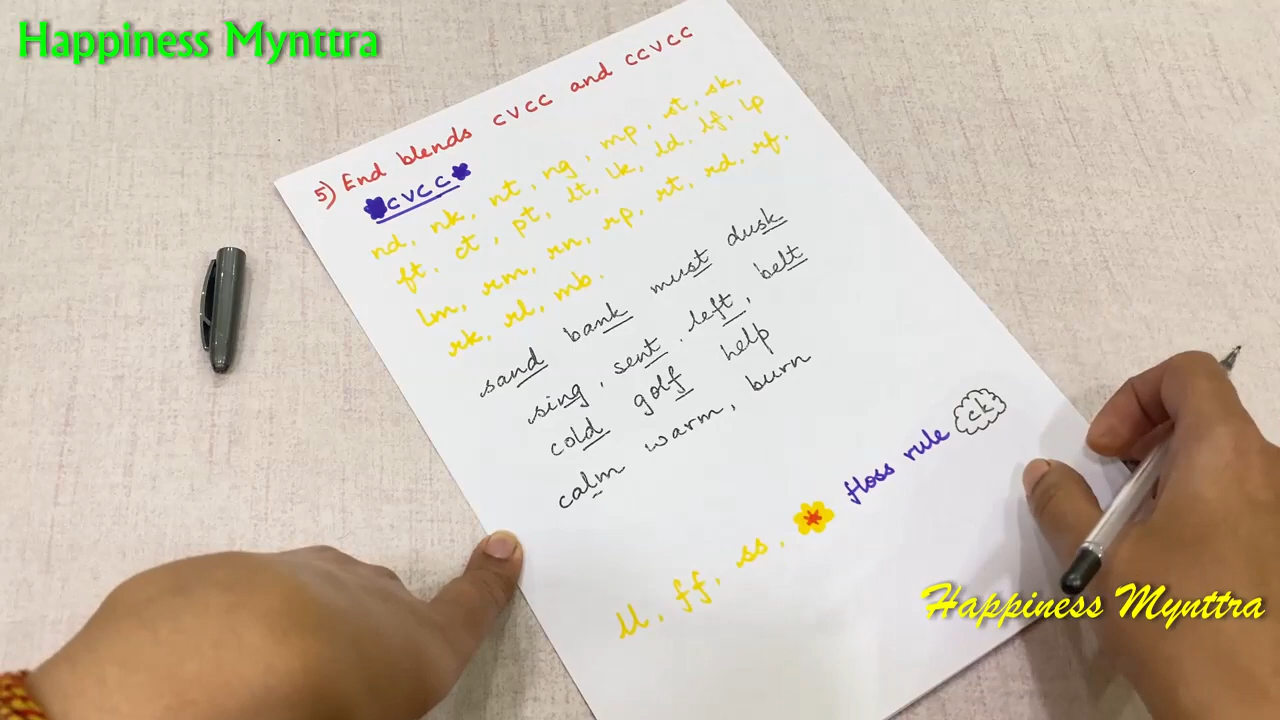 Happiness Mynttra
5) End blends CVCC and CCVCC
CVCC
nd, nk, nt, ng, mp, st, sk,
ft, ct, pt, lt, lk, ld, lf, lp
lm, rm, rn, rp, rt, rd, rf.
rk, rl, mb.
sand bank must dusk
sing, sent, left, belt
cold golf help
calm warm, burn
ll, ff, ss, floss rule ck
Happiness Mynttra